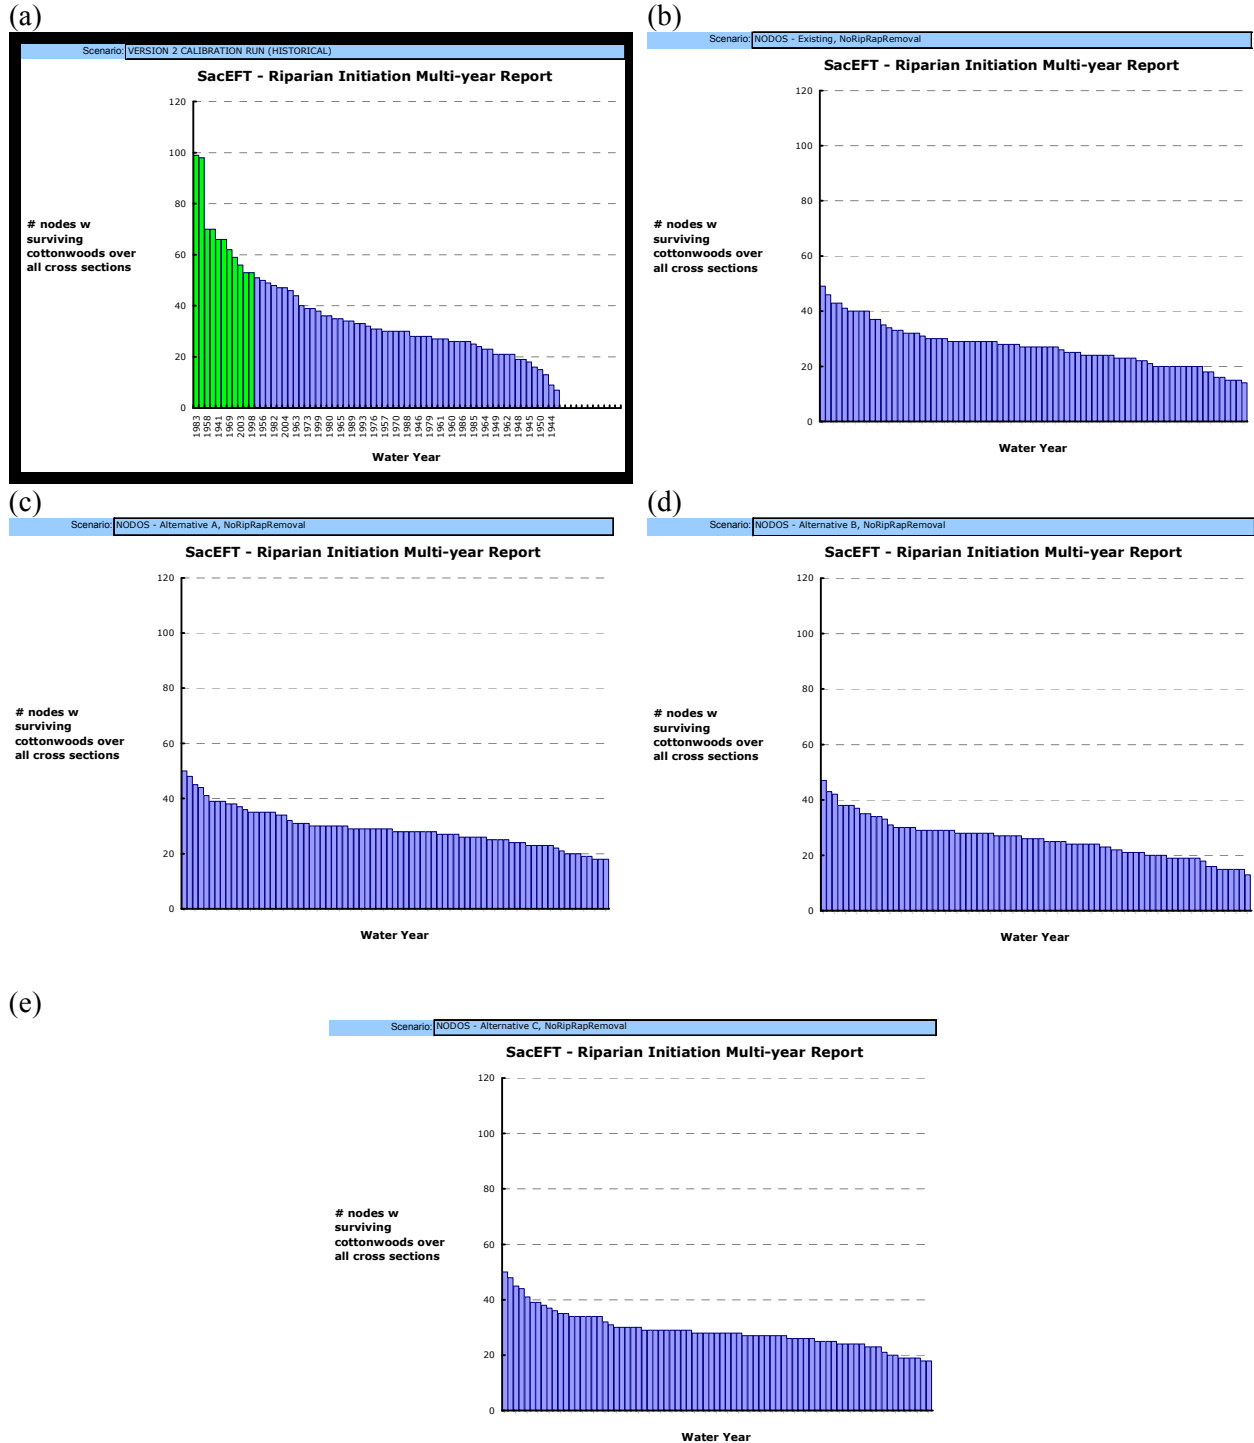 (a)
Scenario: VERSION 2 CALIBRATION RUN (HISTORICAL)
SacEFT - Riparian Initiation Multi-year Report
120
100
80
60
40
20
0
# nodes w
surviving
cottonwoods over
all cross sections
1983 1958 1941 1969 2003 1998 1956 1982 2004 1963 1973 1999 1980 1965 1989 1993 1976 1957 1970 1988 1946 1979 1961 1960 1986 1985 1964 1949 1962 1948 1945 1950 1944
Water Year
(b)
Scenario: NODOS - Existing, NoRipRapRemoval
SacEFT - Riparian Initiation Multi-year Report
120
100
80
60
40
20
0
# nodes w
surviving
cottonwoods over
all cross sections
Water Year
(c)
Scenario: NODOS - Alternative A, NoRipRapRemoval
SacEFT - Riparian Initiation Multi-year Report
120
100
80
60
40
20
0
# nodes w
surviving
cottonwoods over
all cross sections
Water Year
(d)
Scenario: NODOS - Alternative B, NoRipRapRemoval
SacEFT - Riparian Initiation Multi-year Report
120
100
80
60
40
20
0
# nodes w
surviving
cottonwoods over
all cross sections
Water Year
(e)
Scenario: NODOS - Alternative C, NoRipRapRemoval
SacEFT - Riparian Initiation Multi-year Report
120
100
80
60
40
20
0
# nodes w
surviving
cottonwoods over
all cross sections
Water Year